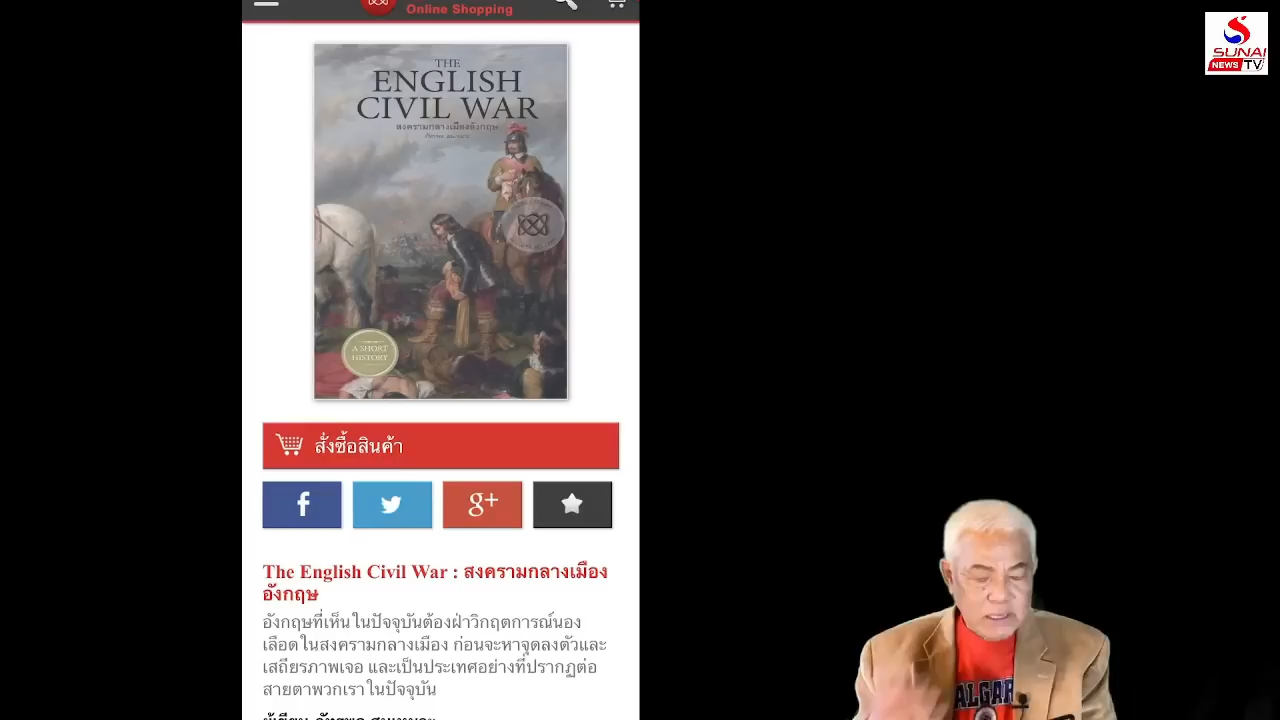 Online Shopping
SUNAI
NEWS TV
THE
ENGLISH
CIVIL WAR
สงครามกลางเมืองอังกฤษ
A SHORT
HISTORY
สั่งซื้อสินค้า
f
g+
The English Civil War : สงครามกลางเมือง
อังกฤษ
อังกฤษที่เห็นในปัจจุบันต้องฝ่าวิกฤตการณ์นอง
เลือดในสงครามกลางเมือง ก่อนจะหาจุดลงตัวและ
เสถียรภาพเจอ และเป็นประเทศอย่างที่ปรากฏต่อ
สายตาพวกเราในปัจจุบัน
ALGAR